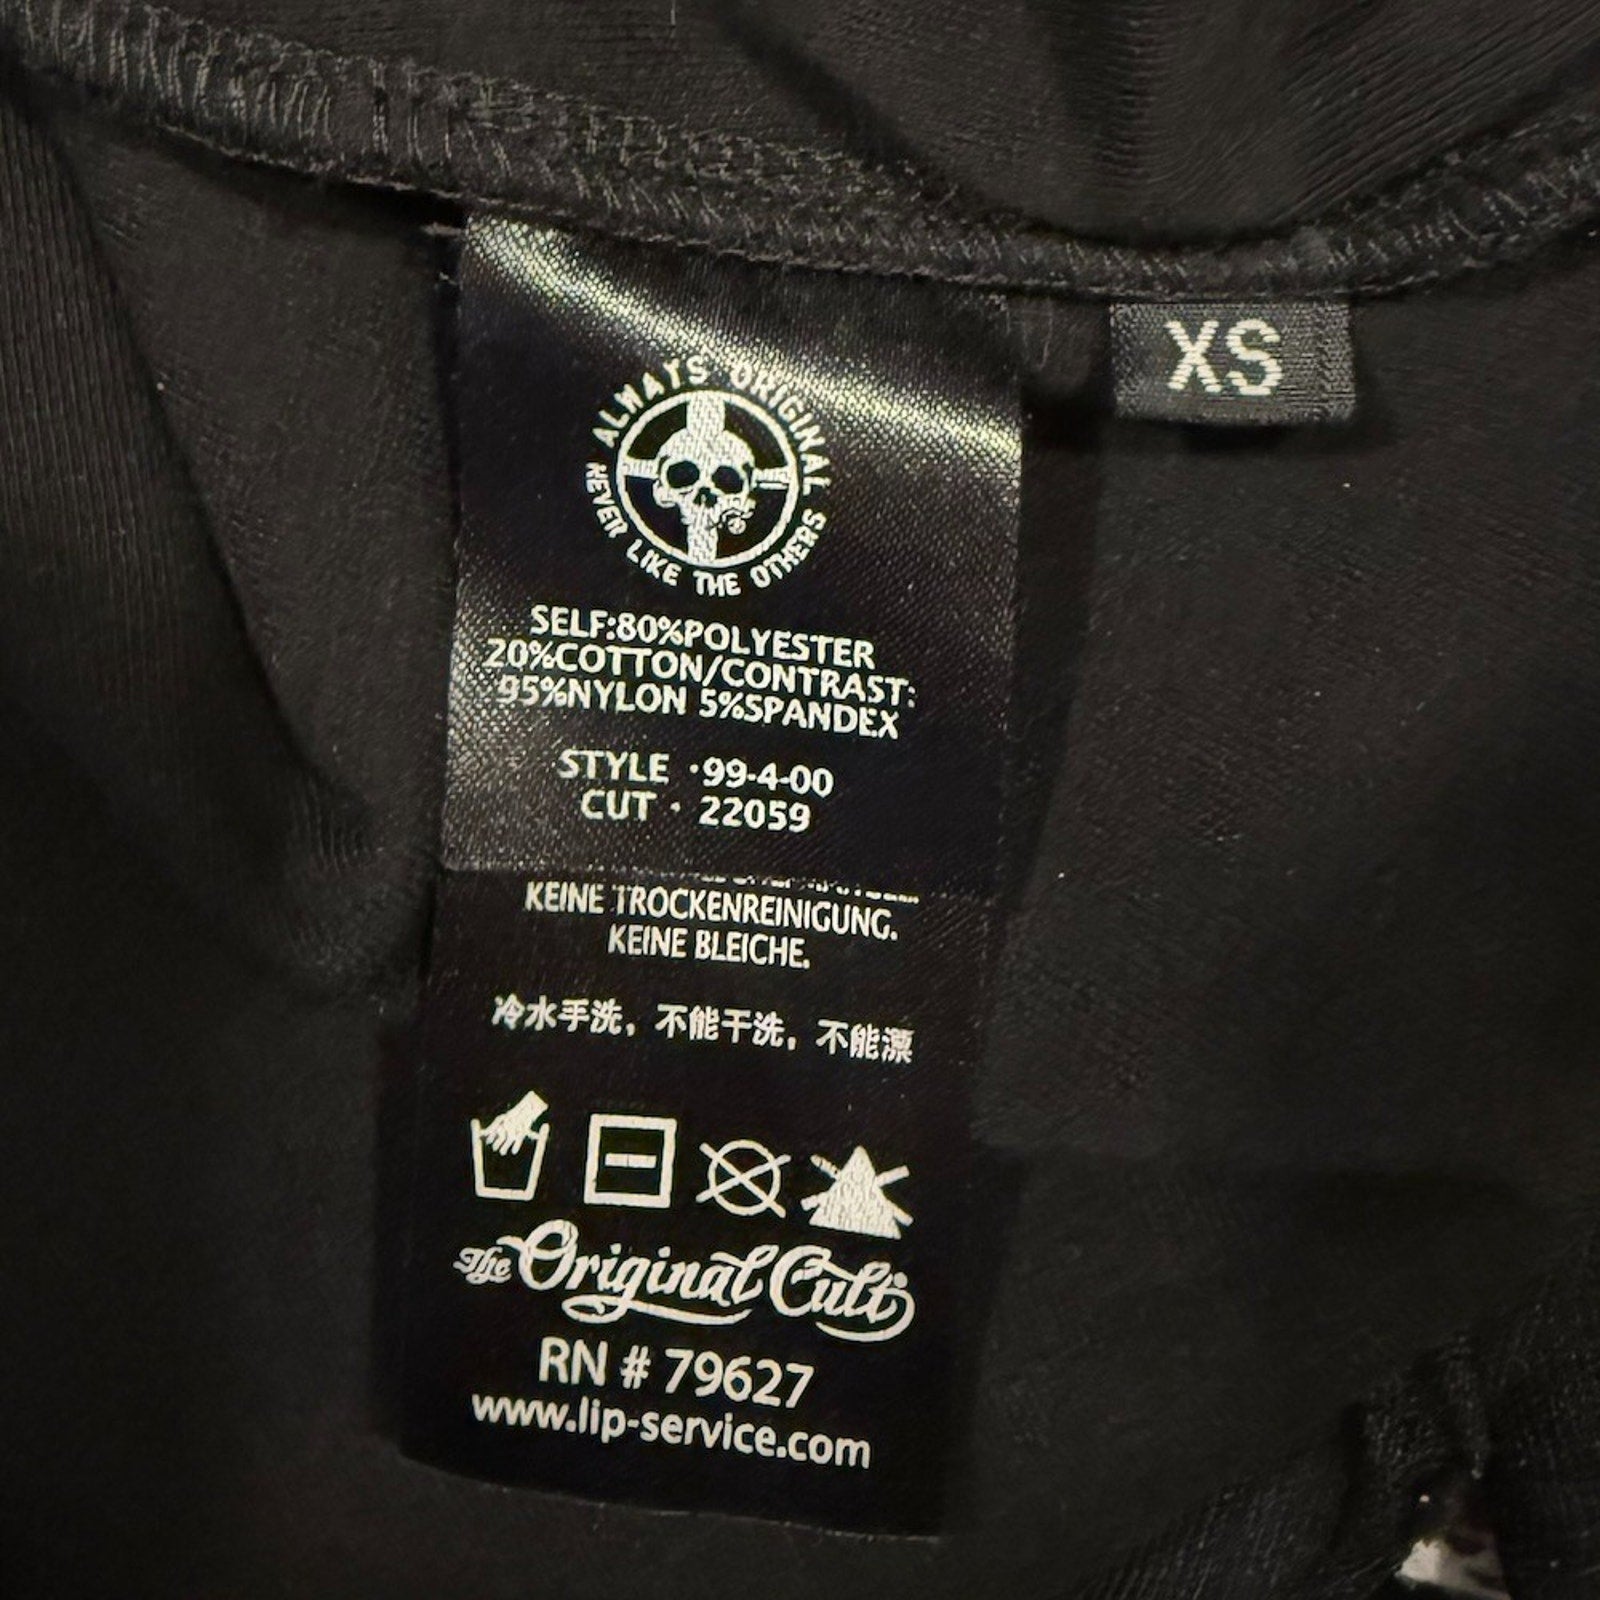 XS
ALWAYS ORIGINAL
NEVER LIKE THE OTHERS
SELF:80%POLYESTER
20%COTTON/CONTRAST:
95%NYLON 5%SPANDEX
STYLE ·99-4-00
CUT · 22059
KEINE TROCKENREINIGUNG.
KEINE BLEICHE.
冷水手洗，不能干洗，不能漂
The Original Cult
RN # 79627
www.lip-service.com